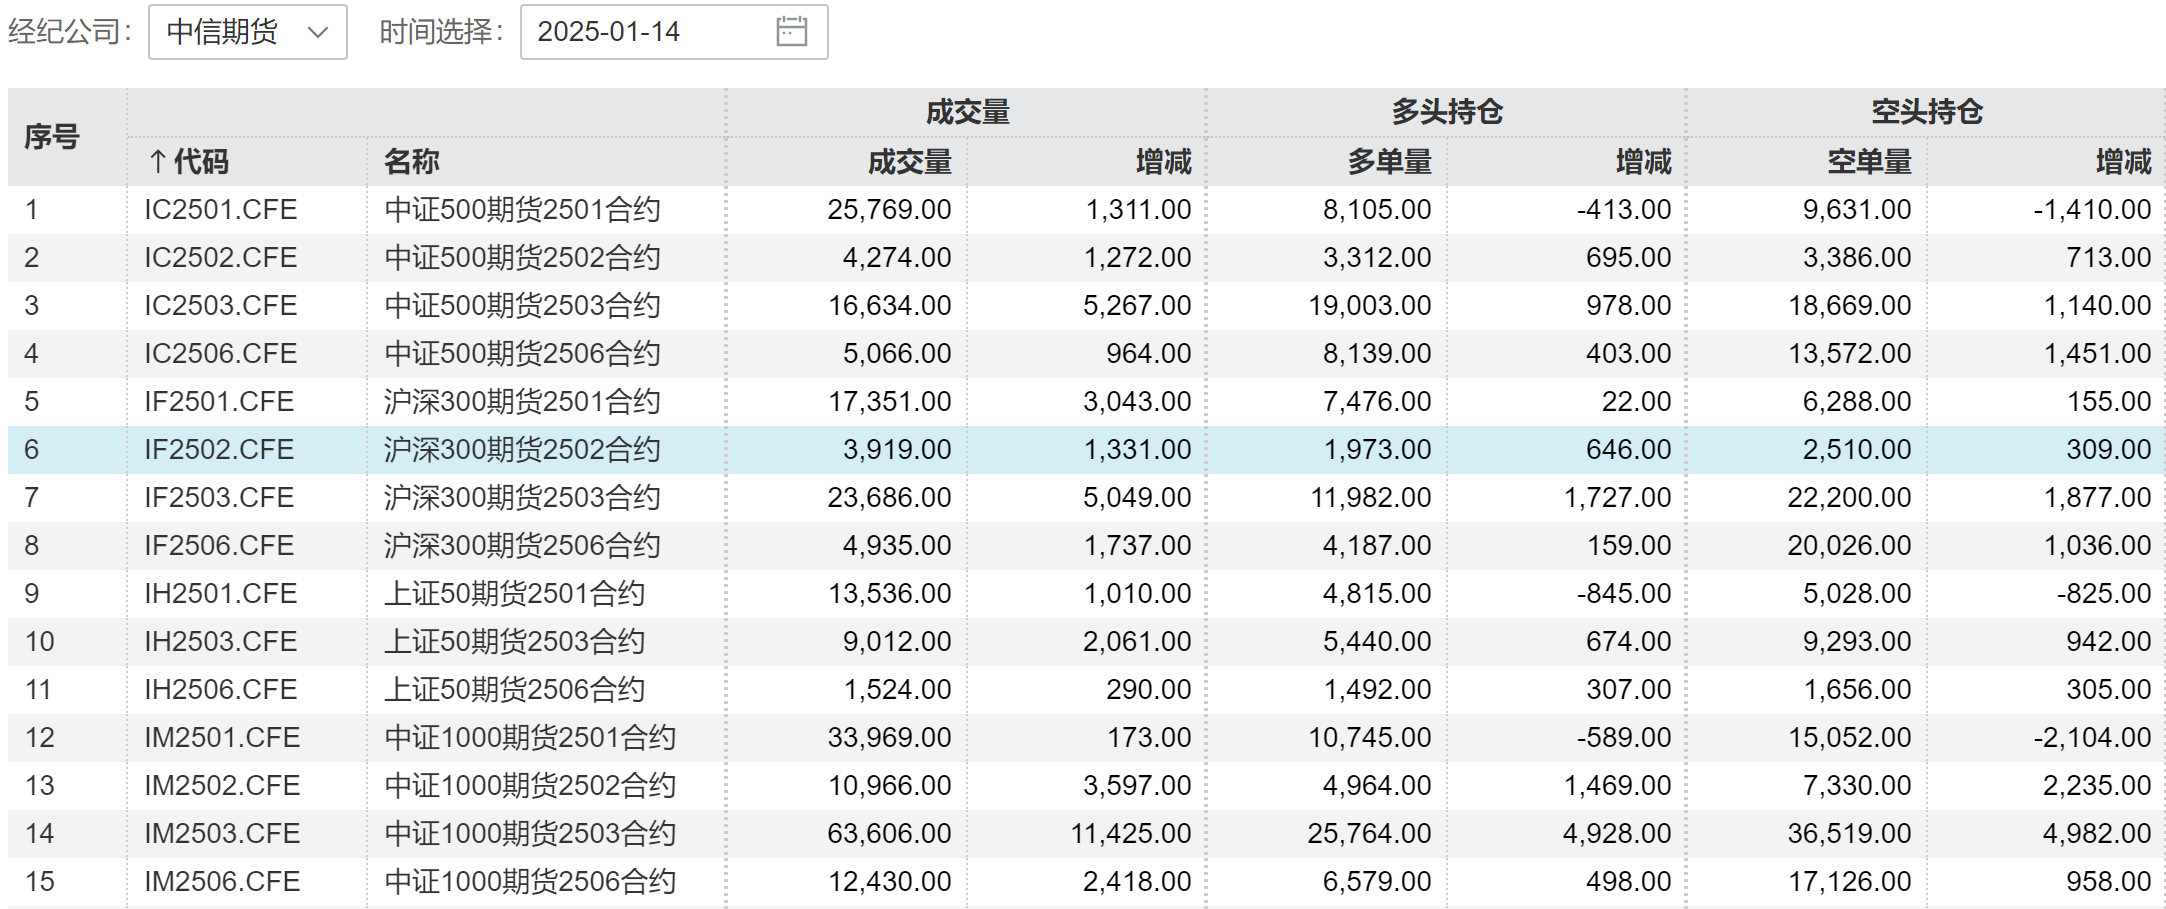 经纪公司： 中信期货 时间选择： 2025-01-14
序号 成交量 多头持仓 空头持仓
↑代码 名称 成交量 增减 多单量 增减 空单量 增减
1 IC2501.CFE 中证500期货2501合约 25,769.00 1,311.00 8,105.00 -413.00 9,631.00 -1,410.00
2 IC2502.CFE 中证500期货2502合约 4,274.00 1,272.00 3,312.00 695.00 3,386.00 713.00
3 IC2503.CFE 中证500期货2503合约 16,634.00 5,267.00 19,003.00 978.00 18,669.00 1,140.00
4 IC2506.CFE 中证500期货2506合约 5,066.00 964.00 8,139.00 403.00 13,572.00 1,451.00
5 IF2501.CFE 沪深300期货2501合约 17,351.00 3,043.00 7,476.00 22.00 6,288.00 155.00
6 IF2502.CFE 沪深300期货2502合约 3,919.00 1,331.00 1,973.00 646.00 2,510.00 309.00
7 IF2503.CFE 沪深300期货2503合约 23,686.00 5,049.00 11,982.00 1,727.00 22,200.00 1,877.00
8 IF2506.CFE 沪深300期货2506合约 4,935.00 1,737.00 4,187.00 159.00 20,026.00 1,036.00
9 IH2501.CFE 上证50期货2501合约 13,536.00 1,010.00 4,815.00 -845.00 5,028.00 -825.00
10 IH2503.CFE 上证50期货2503合约 9,012.00 2,061.00 5,440.00 674.00 9,293.00 942.00
11 IH2506.CFE 上证50期货2506合约 1,524.00 290.00 1,492.00 307.00 1,656.00 305.00
12 IM2501.CFE 中证1000期货2501合约 33,969.00 173.00 10,745.00 -589.00 15,052.00 -2,104.00
13 IM2502.CFE 中证1000期货2502合约 10,966.00 3,597.00 4,964.00 1,469.00 7,330.00 2,235.00
14 IM2503.CFE 中证1000期货2503合约 63,606.00 11,425.00 25,764.00 4,928.00 36,519.00 4,982.00
15 IM2506.CFE 中证1000期货2506合约 12,430.00 2,418.00 6,579.00 498.00 17,126.00 958.00